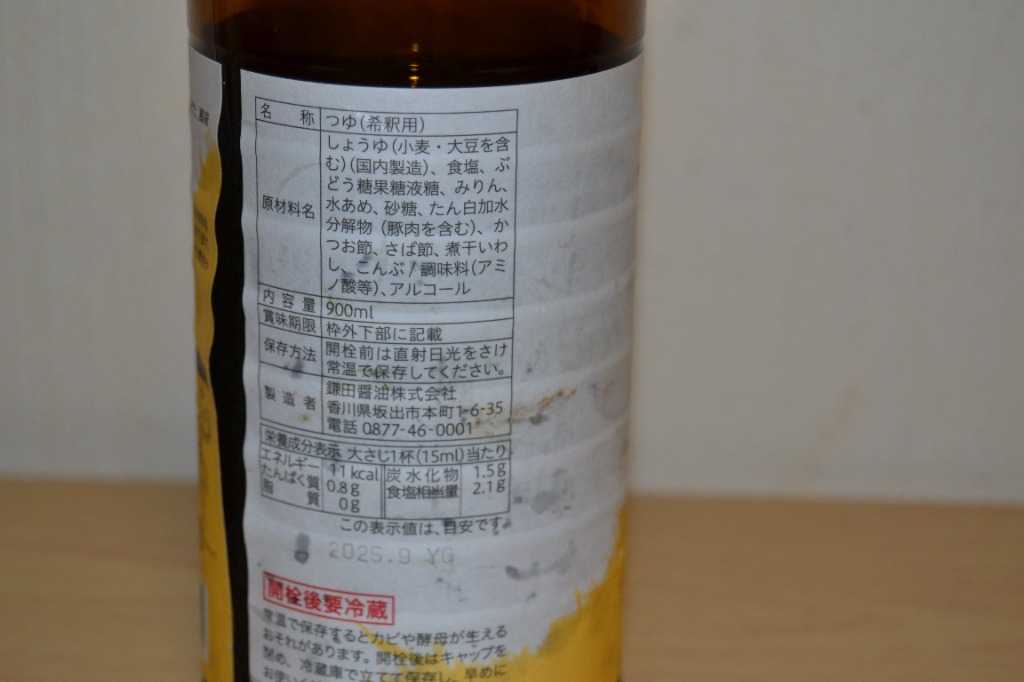 名称 つゆ(希釈用)
原材料名 しょうゆ(小麦・大豆を含
む)(国内製造)、食塩、ぶ
どう糖果糖液糖、みりん、
水あめ、砂糖、たん白加水
分解物(豚肉を含む)、か
つお節、さば節、煮干いわ
し、こんぶ/調味料(アミ
ノ酸等)、アルコール
内容量 900ml
賞味期限 枠外下部に記載
保存方法 開栓前は直射日光をさけ
常温で保存してください。
製造者 鎌田醤油株式会社
香川県坂出市本町1-6-35
電話 0877-46-0001
栄養成分表示 大さじ1杯(15ml)当たり
エネルギー 11kcal 炭水化物 1.5g
たんぱく質 0.8g 食塩相当量 2.1g
脂質 0g
この表示値は、目安です。
2025.9 YG
開栓後要冷蔵
常温で保存するとカビや酵母が生える
おそれがあります。開栓後はキャップを
閉め、冷蔵庫で立てて保存し、早めに